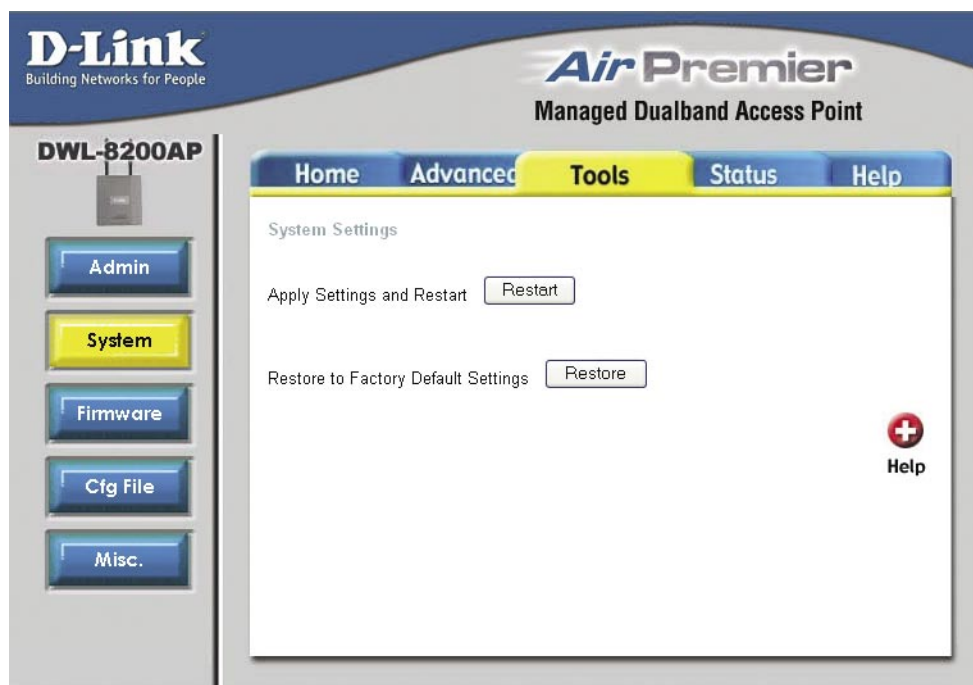 D-Link
Building Networks for People
Air Premier
Managed Dualband Access Point
DWL-8200AP
Home Advanced Tools Status Help
Admin
System
Firmware
Cfg File
Misc.
System Settings
Apply Settings and Restart Restart
Restore to Factory Default Settings Restore
Help